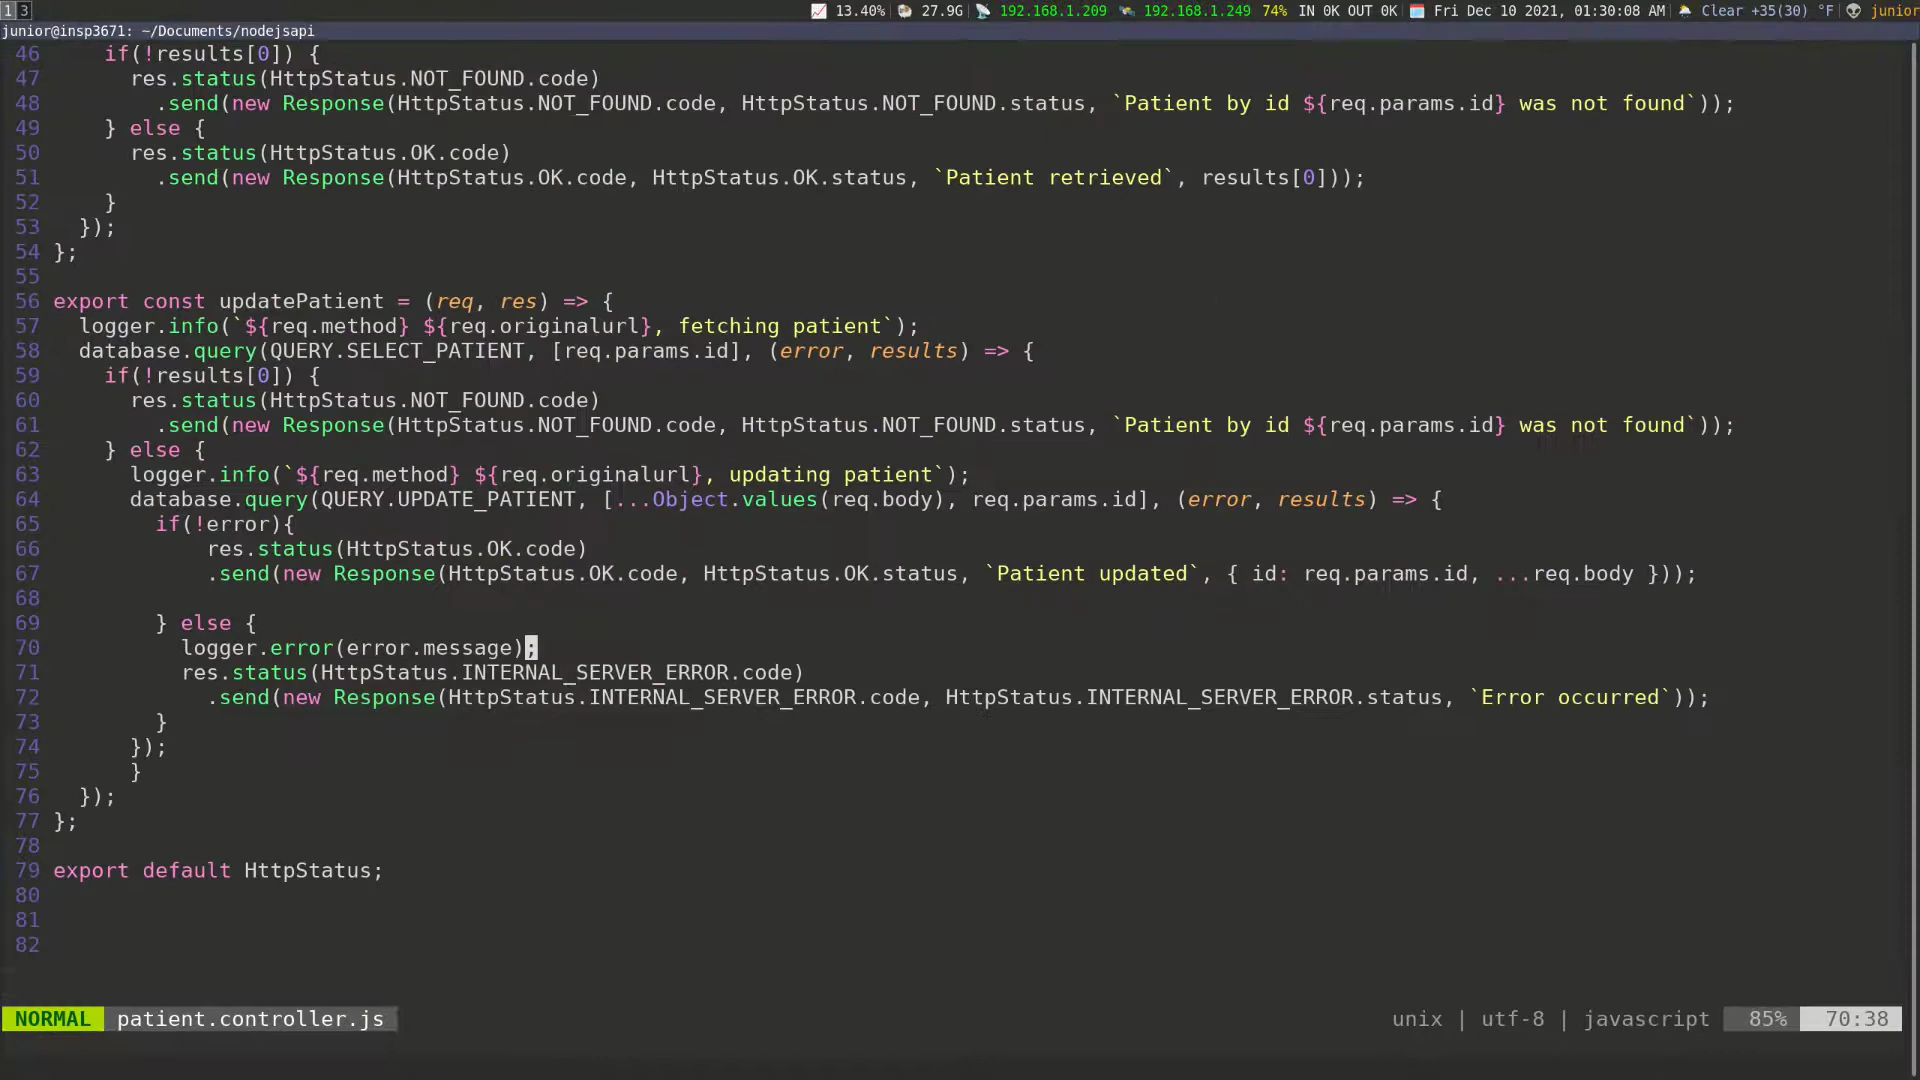 1 3 13.40% 27.9G 192.168.1.209 192.168.1.249 74% IN 0K OUT 0K Fri Dec 10 2021, 01:30:08 AM Clear +35(30) °F junior
junior@insp3671: ~/Documents/nodejsapi
46     if(!results[0]) {
47       res.status(HttpStatus.NOT_FOUND.code)
48         .send(new Response(HttpStatus.NOT_FOUND.code, HttpStatus.NOT_FOUND.status, `Patient by id ${req.params.id} was not found`));
49     } else {
50       res.status(HttpStatus.OK.code)
51         .send(new Response(HttpStatus.OK.code, HttpStatus.OK.status, `Patient retrieved`, results[0]));
52     }
53   });
54 };
55
56 export const updatePatient = (req, res) => {
57   logger.info(`${req.method} ${req.originalurl}, fetching patient`);
58   database.query(QUERY.SELECT_PATIENT, [req.params.id], (error, results) => {
59     if(!results[0]) {
60       res.status(HttpStatus.NOT_FOUND.code)
61         .send(new Response(HttpStatus.NOT_FOUND.code, HttpStatus.NOT_FOUND.status, `Patient by id ${req.params.id} was not found`));
62     } else {
63       logger.info(`${req.method} ${req.originalurl}, updating patient`);
64       database.query(QUERY.UPDATE_PATIENT, [...Object.values(req.body), req.params.id], (error, results) => {
65         if(!error){
66             res.status(HttpStatus.OK.code)
67             .send(new Response(HttpStatus.OK.code, HttpStatus.OK.status, `Patient updated`, { id: req.params.id, ...req.body }));
68
69         } else {
70           logger.error(error.message);
71           res.status(HttpStatus.INTERNAL_SERVER_ERROR.code)
72             .send(new Response(HttpStatus.INTERNAL_SERVER_ERROR.code, HttpStatus.INTERNAL_SERVER_ERROR.status, `Error occurred`));
73         }
74       });
75       }
76   });
77 };
78
79 export default HttpStatus;
80
81
82
NORMAL patient.controller.js unix | utf-8 | javascript 85% 70:38